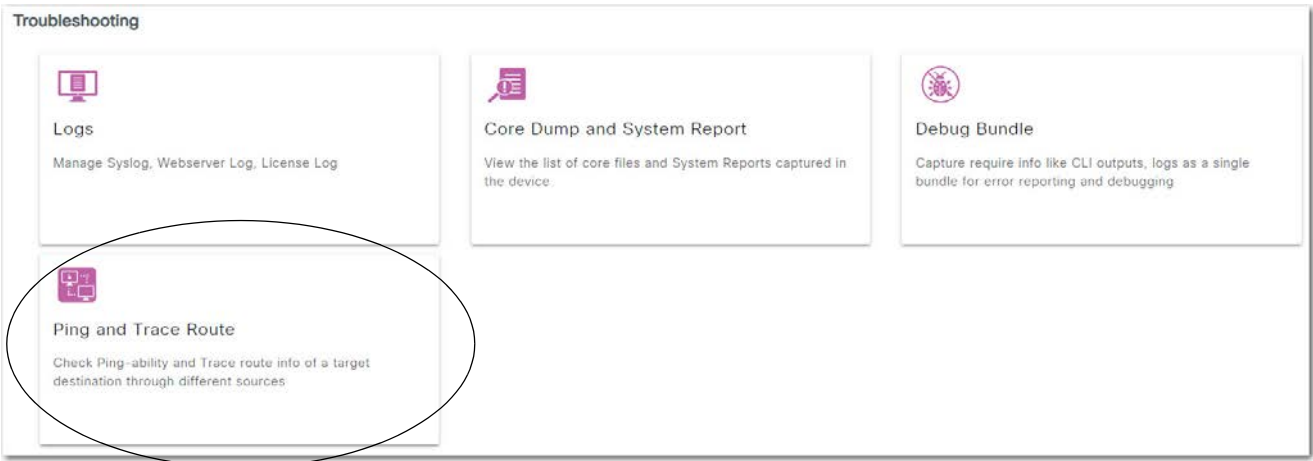 Troubleshooting
Logs
Manage Syslog, Webserver Log, License Log
Core Dump and System Report
View the list of core files and System Reports captured in
the device
Debug Bundle
Capture require info like CLI outputs, logs as a single
bundle for error reporting and debugging
Ping and Trace Route
Check Ping-ability and Trace route info of a target
destination through different sources